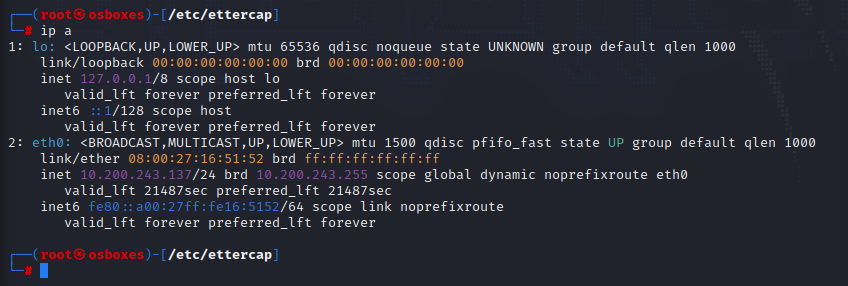 ┌──(root㉿osboxes)-[/etc/ettercap]
└─# ip a
1: lo: <LOOPBACK,UP,LOWER_UP> mtu 65536 qdisc noqueue state UNKNOWN group default qlen 1000
    link/loopback 00:00:00:00:00:00 brd 00:00:00:00:00:00
    inet 127.0.0.1/8 scope host lo
       valid_lft forever preferred_lft forever
    inet6 ::1/128 scope host
       valid_lft forever preferred_lft forever
2: eth0: <BROADCAST,MULTICAST,UP,LOWER_UP> mtu 1500 qdisc pfifo_fast state UP group default qlen 1000
    link/ether 08:00:27:16:51:52 brd ff:ff:ff:ff:ff:ff
    inet 10.200.243.137/24 brd 10.200.243.255 scope global dynamic noprefixroute eth0
       valid_lft 21487sec preferred_lft 21487sec
    inet6 fe80::a00:27ff:fe16:5152/64 scope link noprefixroute
       valid_lft forever preferred_lft forever
┌──(root㉿osboxes)-[/etc/ettercap]
└─#